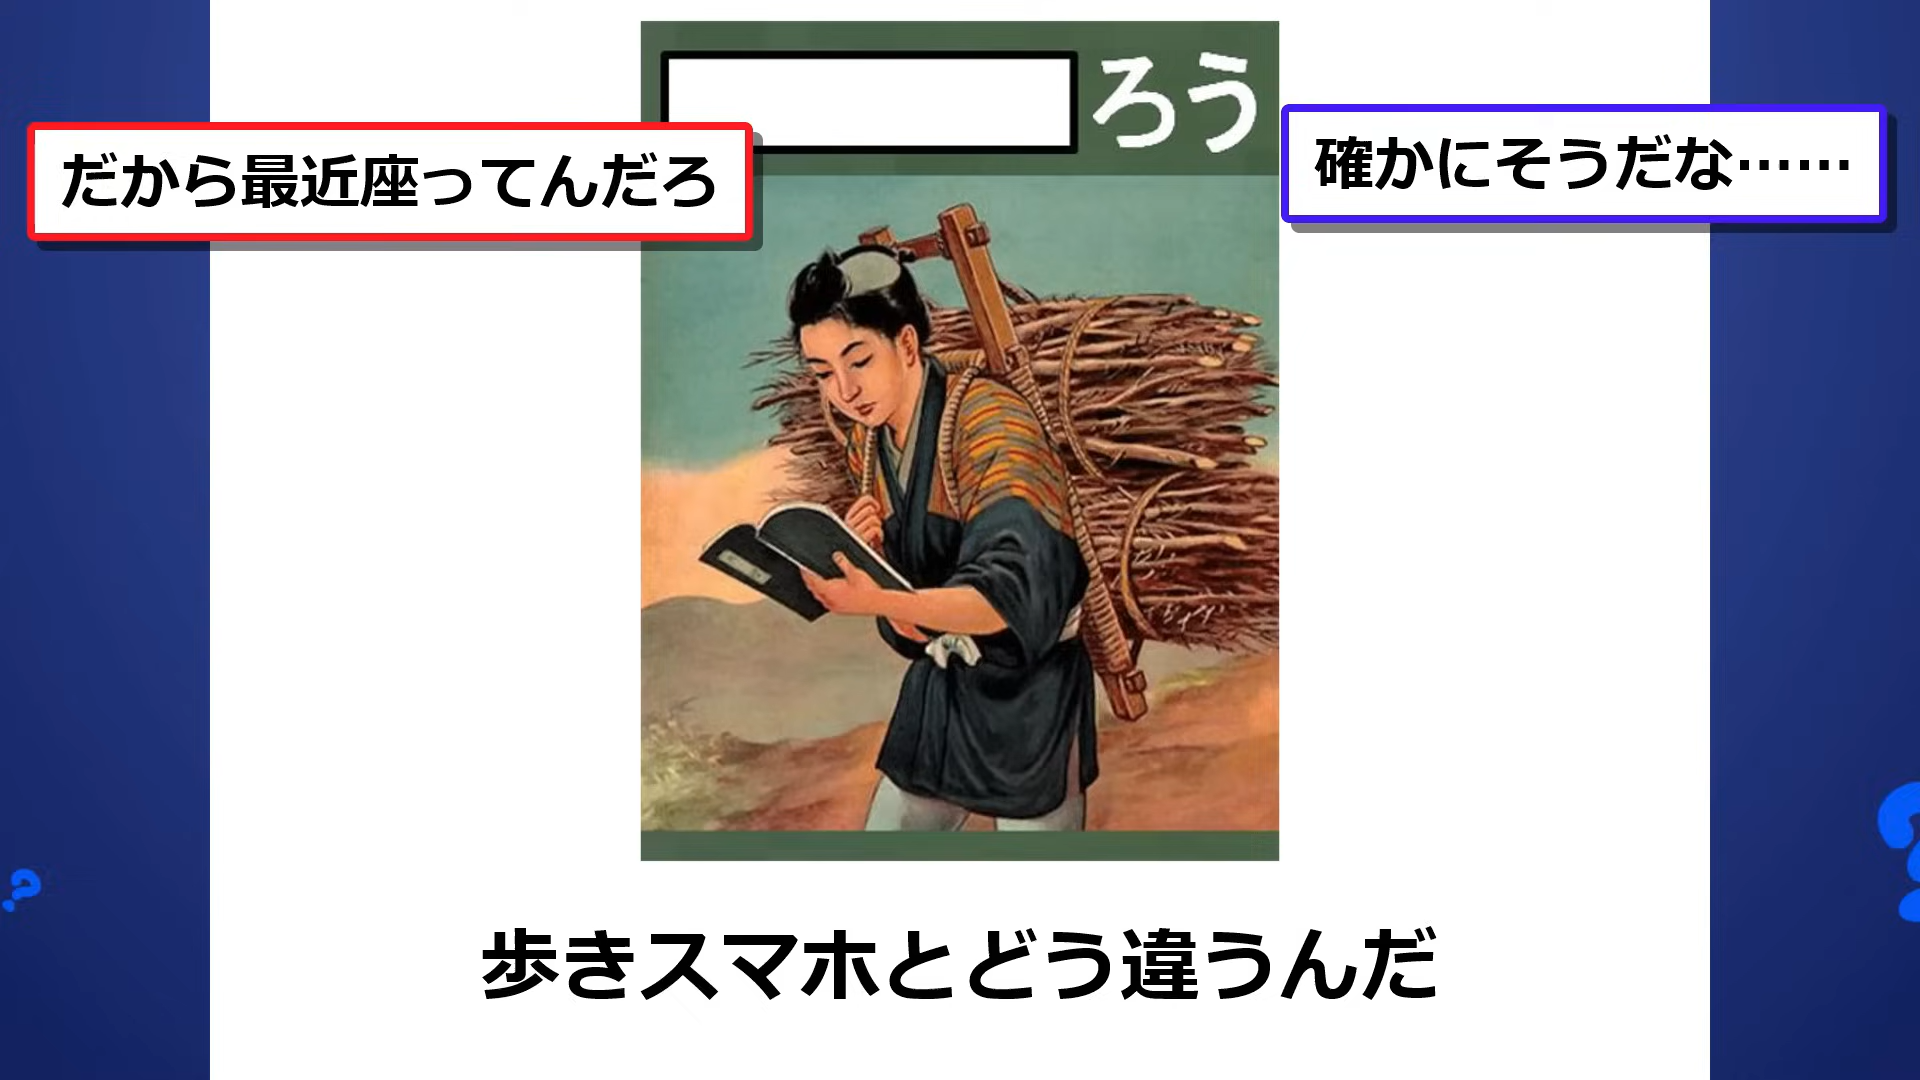 ろう
だから最近座ってんだろ
確かにそうだな……
歩きスマホとどう違うんだ